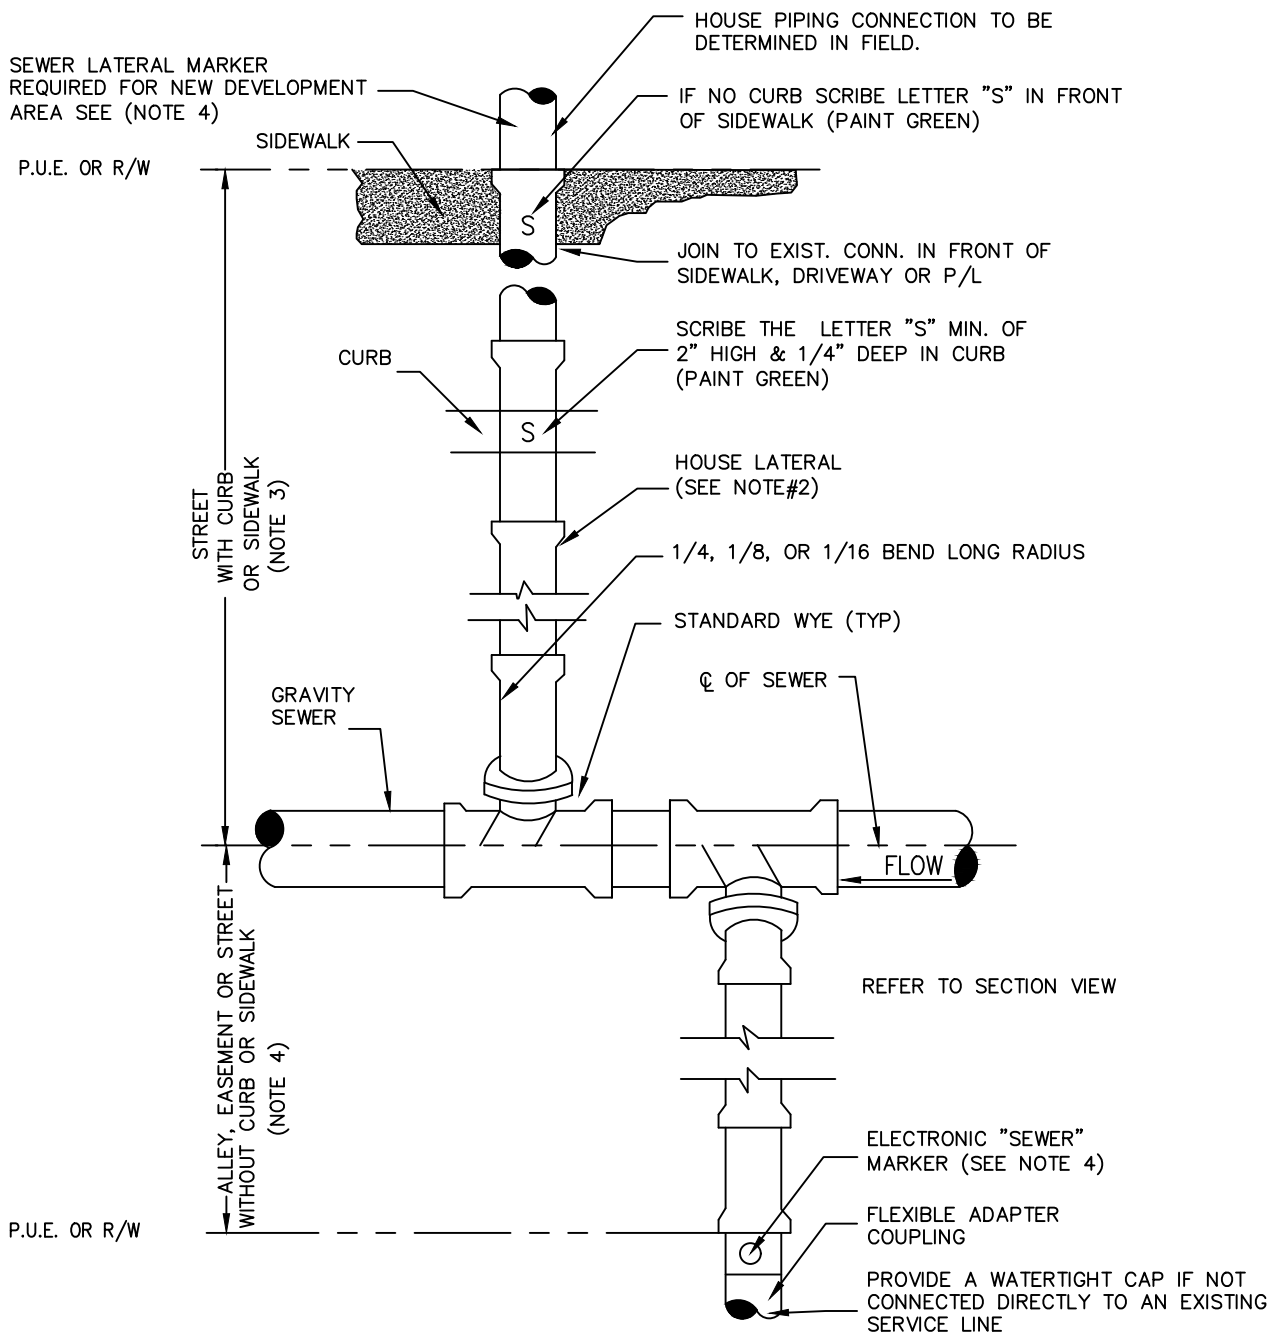 HOUSE PIPING CONNECTION TO BE
DETERMINED IN FIELD.
SEWER LATERAL MARKER
REQUIRED FOR NEW DEVELOPMENT
AREA SEE (NOTE 4)
IF NO CURB SCRIBE LETTER "S" IN FRONT
OF SIDEWALK (PAINT GREEN)
SIDEWALK
P.U.E. OR R/W
S
JOIN TO EXIST. CONN. IN FRONT OF
SIDEWALK, DRIVEWAY OR P/L
SCRIBE THE LETTER "S" MIN. OF
2" HIGH & 1/4" DEEP IN CURB
(PAINT GREEN)
CURB
S
HOUSE LATERAL
(SEE NOTE#2)
STREET
WITH CURB
OR SIDEWALK
(NOTE 3)
1/4, 1/8, OR 1/16 BEND LONG RADIUS
STANDARD WYE (TYP)
℄ OF SEWER
GRAVITY
SEWER
FLOW
ALLEY, EASEMENT OR STREET
WITHOUT CURB OR SIDEWALK
(NOTE 4)
REFER TO SECTION VIEW
ELECTRONIC "SEWER"
MARKER (SEE NOTE 4)
P.U.E. OR R/W
FLEXIBLE ADAPTER
COUPLING
PROVIDE A WATERTIGHT CAP IF NOT
CONNECTED DIRECTLY TO AN EXISTING
SERVICE LINE